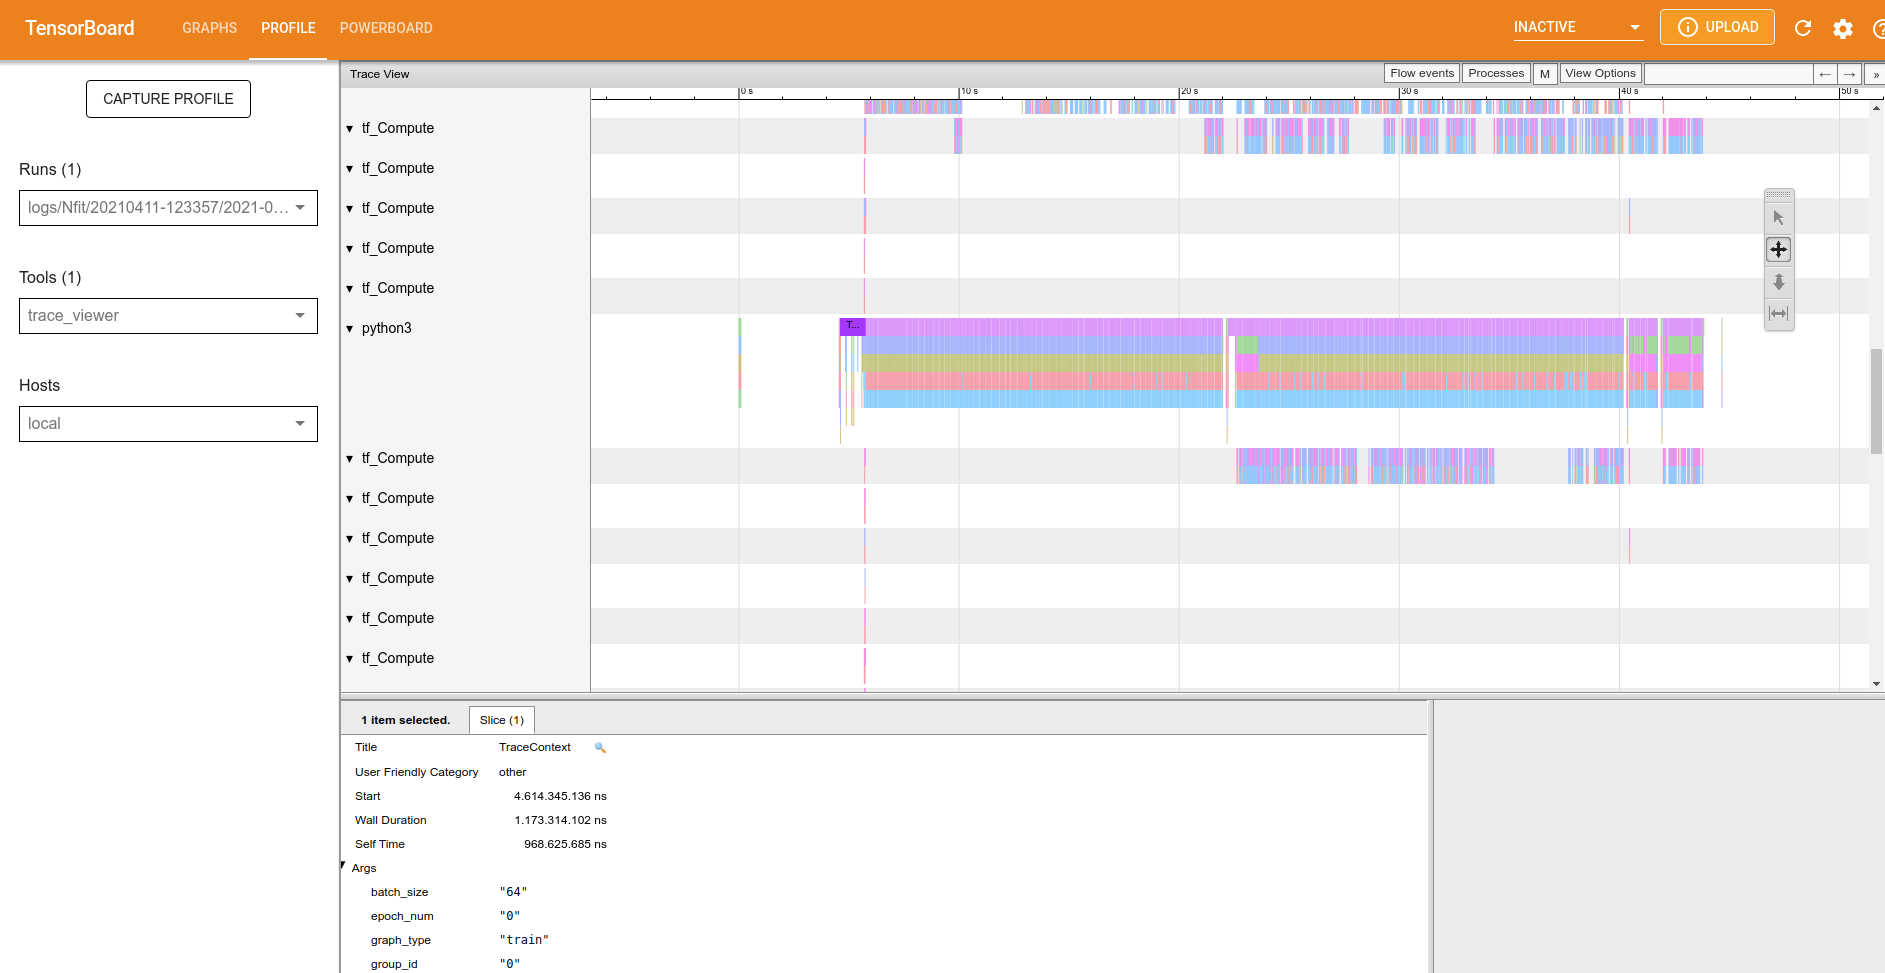 TensorBoard GRAPHS PROFILE POWERBOARD INACTIVE UPLOAD
CAPTURE PROFILE
Runs (1)
logs/Nfit/20210411-123357/2021-0...
Tools (1)
trace_viewer
Hosts
local
Trace View Flow events Processes M View Options ← → »
0 s 10 s 20 s 30 s 40 s 50 s
tf_Compute
tf_Compute
tf_Compute
tf_Compute
tf_Compute
python3 T...
tf_Compute
tf_Compute
tf_Compute
tf_Compute
tf_Compute
tf_Compute
1 item selected. Slice (1)
Title TraceContext
User Friendly Category other
Start 4.614.345.136 ns
Wall Duration 1.173.314.102 ns
Self Time 968.625.685 ns
Args
batch_size "64"
epoch_num "0"
graph_type "train"
group_id "0"